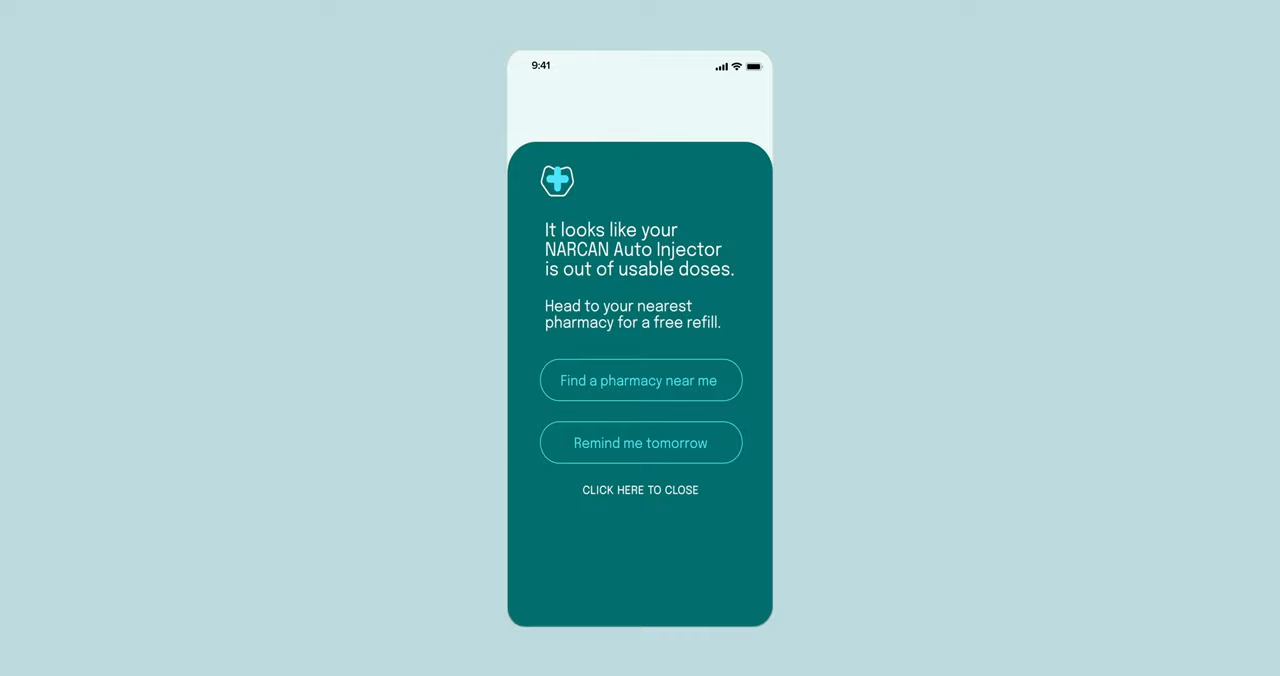 9:41
It looks like your
NARCAN Auto Injector
is out of usable doses.
Head to your nearest
pharmacy for a free refill.
Find a pharmacy near me
Remind me tomorrow
CLICK HERE TO CLOSE